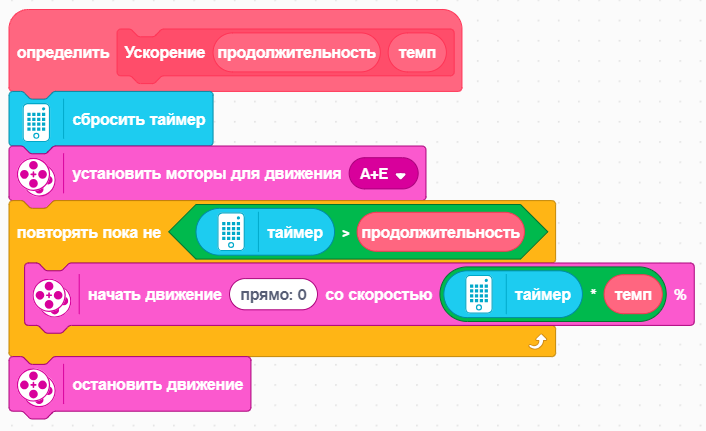 определить Ускорение продолжительность темп
сбросить таймер
установить моторы для движения A+E
повторять пока не таймер > продолжительность
начать движение прямо: 0 со скоростью таймер * темп %
остановить движение